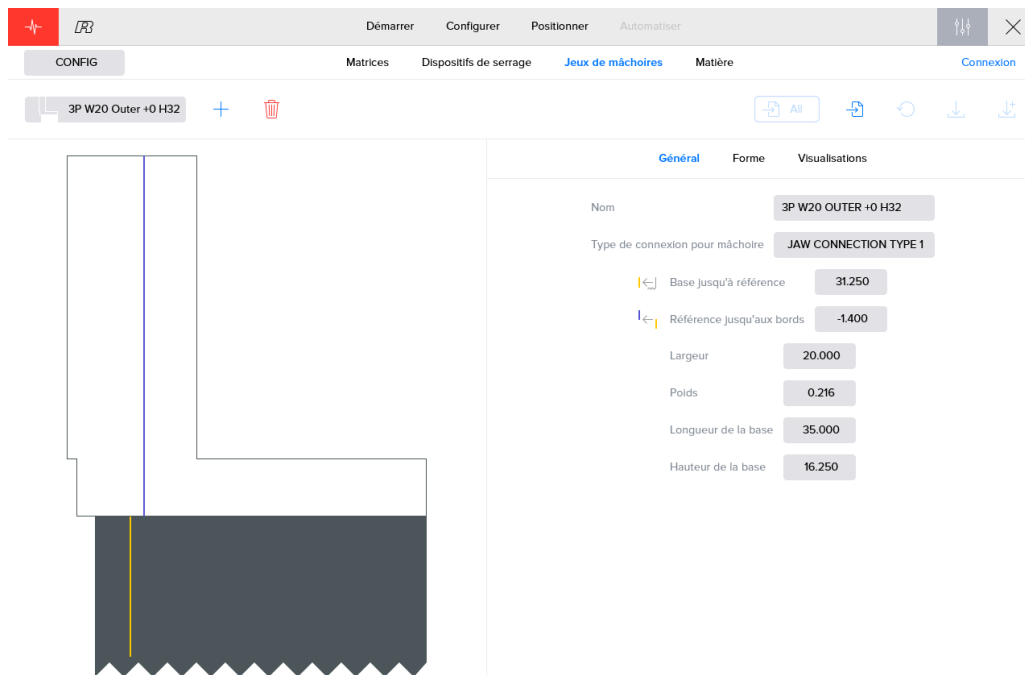 Démarrer Configurer Positionner Automatiser
CONFIG Matrices Dispositifs de serrage Jeux de mâchoires Matière Connexion
3P W20 Outer +0 H32 All
Général Forme Visualisations
Nom 3P W20 OUTER +0 H32
Type de connexion pour mâchoire JAW CONNECTION TYPE 1
Base jusqu'à référence 31.250
Référence jusqu'aux bords -1.400
Largeur 20.000
Poids 0.216
Longueur de la base 35.000
Hauteur de la base 16.250